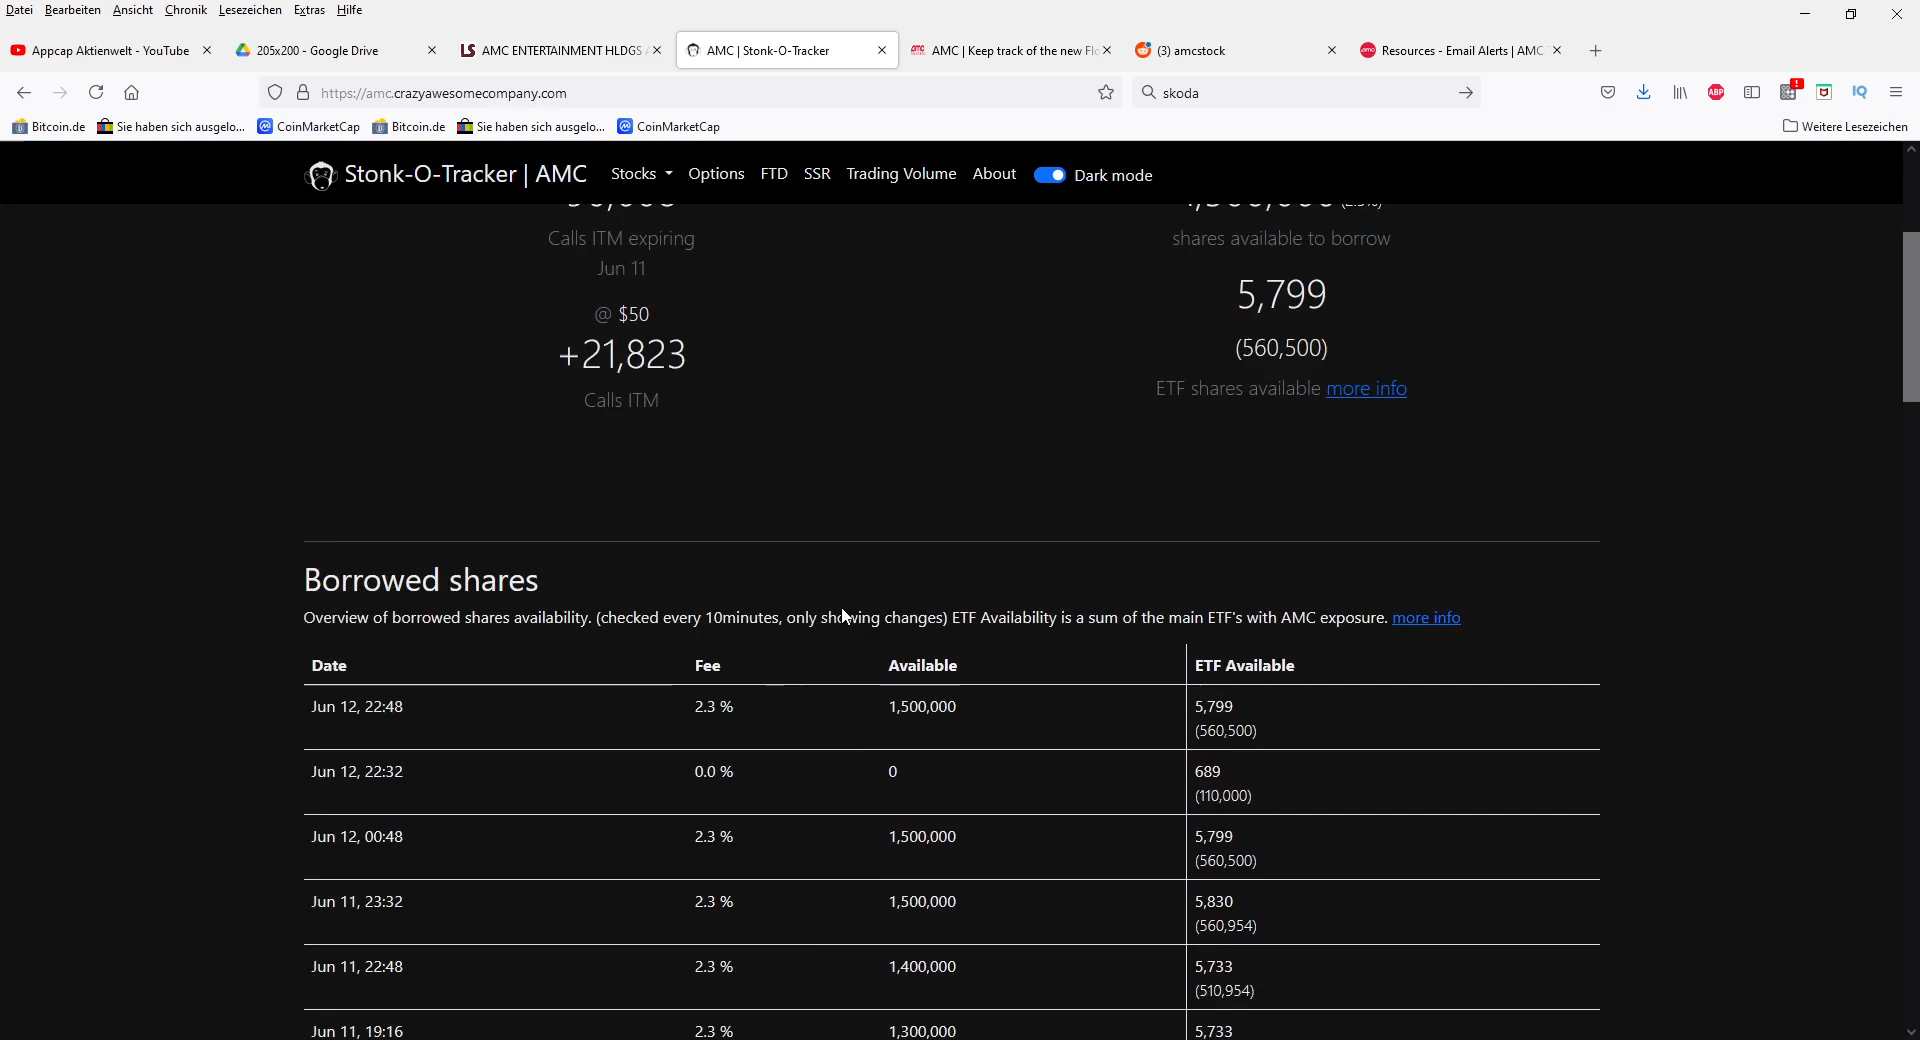 Datei Bearbeiten Ansicht Chronik Lesezeichen Extras Hilfe
Appcap Aktienwelt - YouTube 205x200 - Google Drive AMC ENTERTAINMENT HLDGS AMC | Stonk-O-Tracker AMC | Keep track of the new Flo (3) amcstock Resources - Email Alerts | AMC
https://amc.crazyawesomecompany.com skoda ABP IQ
Bitcoin.de Sie haben sich ausgelo... CoinMarketCap Bitcoin.de Sie haben sich ausgelo... CoinMarketCap Weitere Lesezeichen
Stonk-O-Tracker | AMC Stocks Options FTD SSR Trading Volume About Dark mode
Calls ITM expiring
Jun 11
@ $50
+21,823
Calls ITM
shares available to borrow
5,799
(560,500)
ETF shares available more info
Borrowed shares
Overview of borrowed shares availability. (checked every 10minutes, only showing changes) ETF Availability is a sum of the main ETF's with AMC exposure. more info
Date Fee Available ETF Available
Jun 12, 22:48 2.3 % 1,500,000 5,799
(560,500)
Jun 12, 22:32 0.0 % 0 689
(110,000)
Jun 12, 00:48 2.3 % 1,500,000 5,799
(560,500)
Jun 11, 23:32 2.3 % 1,500,000 5,830
(560,954)
Jun 11, 22:48 2.3 % 1,400,000 5,733
(510,954)
Jun 11, 19:16 2.3 % 1,300,000 5,733